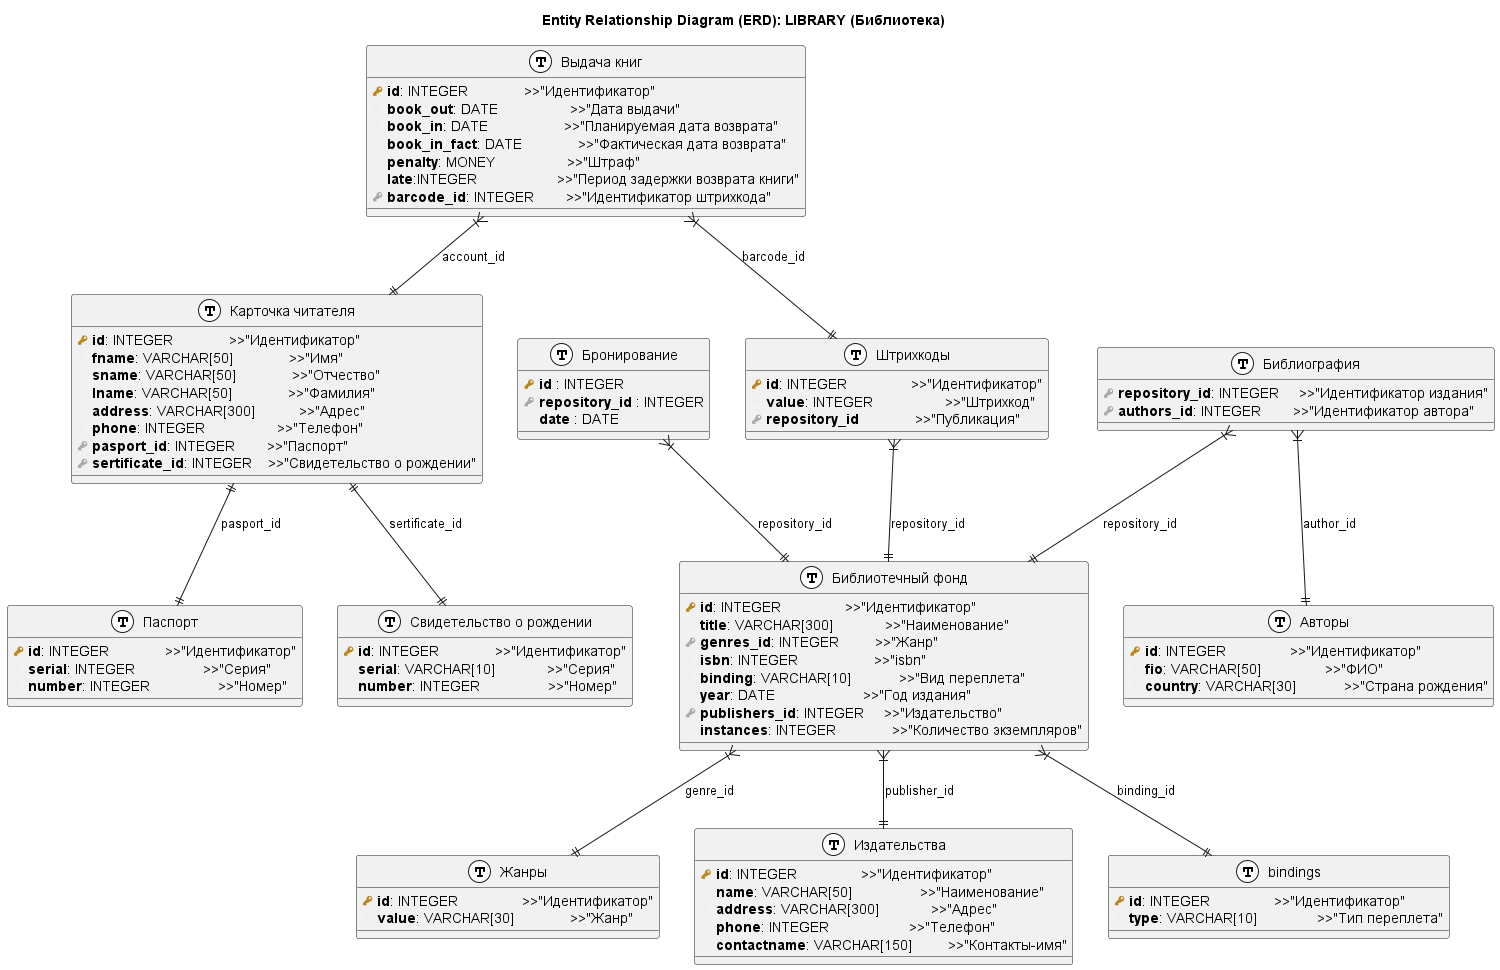 Entity Relationship Diagram (ERD): LIBRARY (Библиотека)
Выдача книг
id: INTEGER >>"Идентификатор"
book_out: DATE >>"Дата выдачи"
book_in: DATE >>"Планируемая дата возврата"
book_in_fact: DATE >>"Фактическая дата возврата"
penalty: MONEY >>"Штраф"
late:INTEGER >>"Период задержки возврата книги"
barcode_id: INTEGER >>"Идентификатор штрихкода"
account_id
barcode_id
Карточка читателя
id: INTEGER >>"Идентификатор"
fname: VARCHAR[50] >>"Имя"
sname: VARCHAR[50] >>"Отчество"
lname: VARCHAR[50] >>"Фамилия"
address: VARCHAR[300] >>"Адрес"
phone: INTEGER >>"Телефон"
pasport_id: INTEGER >>"Паспорт"
sertificate_id: INTEGER >>"Свидетельство о рождении"
Бронирование
id : INTEGER
repository_id : INTEGER
date : DATE
Штрихкоды
id: INTEGER >>"Идентификатор"
value: INTEGER >>"Штрихкод"
repository_id >>"Публикация"
Библиография
repository_id: INTEGER >>"Идентификатор издания"
authors_id: INTEGER >>"Идентификатор автора"
pasport_id
sertificate_id
repository_id
repository_id
repository_id
author_id
Паспорт
id: INTEGER >>"Идентификатор"
serial: INTEGER >>"Серия"
number: INTEGER >>"Номер"
Свидетельство о рождении
id: INTEGER >>"Идентификатор"
serial: VARCHAR[10] >>"Серия"
number: INTEGER >>"Номер"
Библиотечный фонд
id: INTEGER >>"Идентификатор"
title: VARCHAR[300] >>"Наименование"
genres_id: INTEGER >>"Жанр"
isbn: INTEGER >>"isbn"
binding: VARCHAR[10] >>"Вид переплета"
year: DATE >>"Год издания"
publishers_id: INTEGER >>"Издательство"
instances: INTEGER >>"Количество экземпляров"
Авторы
id: INTEGER >>"Идентификатор"
fio: VARCHAR[50] >>"ФИО"
country: VARCHAR[30] >>"Страна рождения"
genre_id
publisher_id
binding_id
Жанры
id: INTEGER >>"Идентификатор"
value: VARCHAR[30] >>"Жанр"
Издательства
id: INTEGER >>"Идентификатор"
name: VARCHAR[50] >>"Наименование"
address: VARCHAR[300] >>"Адрес"
phone: INTEGER >>"Телефон"
contactname: VARCHAR[150] >>"Контакты-имя"
bindings
id: INTEGER >>"Идентификатор"
type: VARCHAR[10] >>"Тип переплета"